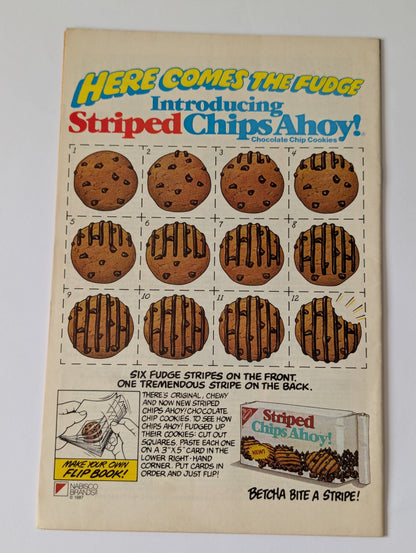 HERE COMES THE FUDGE
Introducing
Striped Chips Ahoy!
Chocolate Chip Cookies
1 2 3 4
5 6 7 8
9 10 11 12
SIX FUDGE STRIPES ON THE FRONT.
ONE TREMENDOUS STRIPE ON THE BACK.
THERE'S ORIGINAL, CHEWY
AND NOW NEW STRIPED
CHIPS AHOY! CHOCOLATE
CHIP COOKIES. TO SEE HOW
CHIPS AHOY! FUDGED UP
THEIR COOKIES: CUT OUT
SQUARES. PASTE EACH ONE
ON A 3"X5" CARD IN THE
LOWER RIGHT-HAND
CORNER. PUT CARDS IN
ORDER AND JUST FLIP!
MAKE YOUR OWN
FLIP BOOK!
NABISCO
BRANDS
© 1987
Striped
Chips Ahoy!
NEW!
BETCHA BITE A STRIPE!